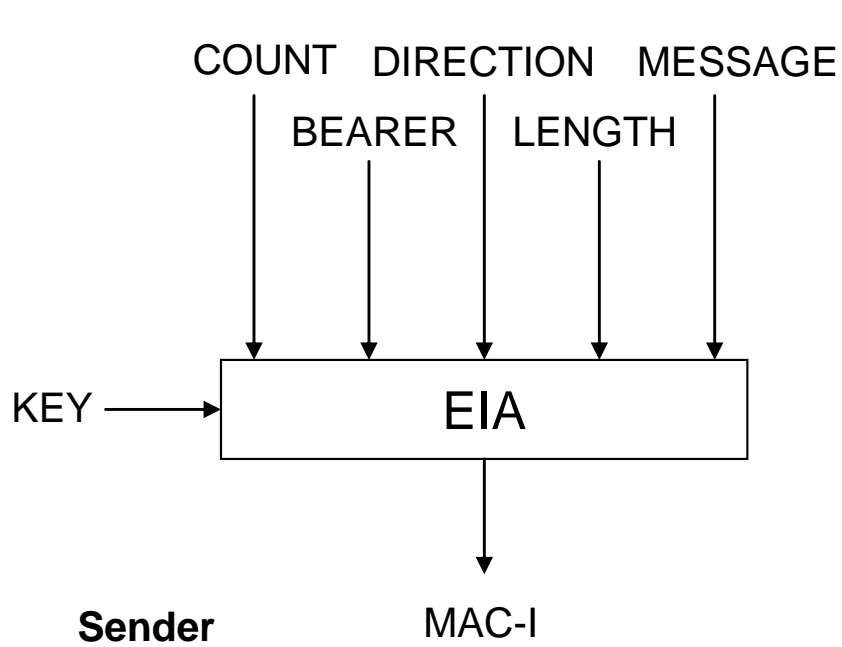 COUNT DIRECTION MESSAGE
BEARER LENGTH
KEY EIA
Sender MAC-I